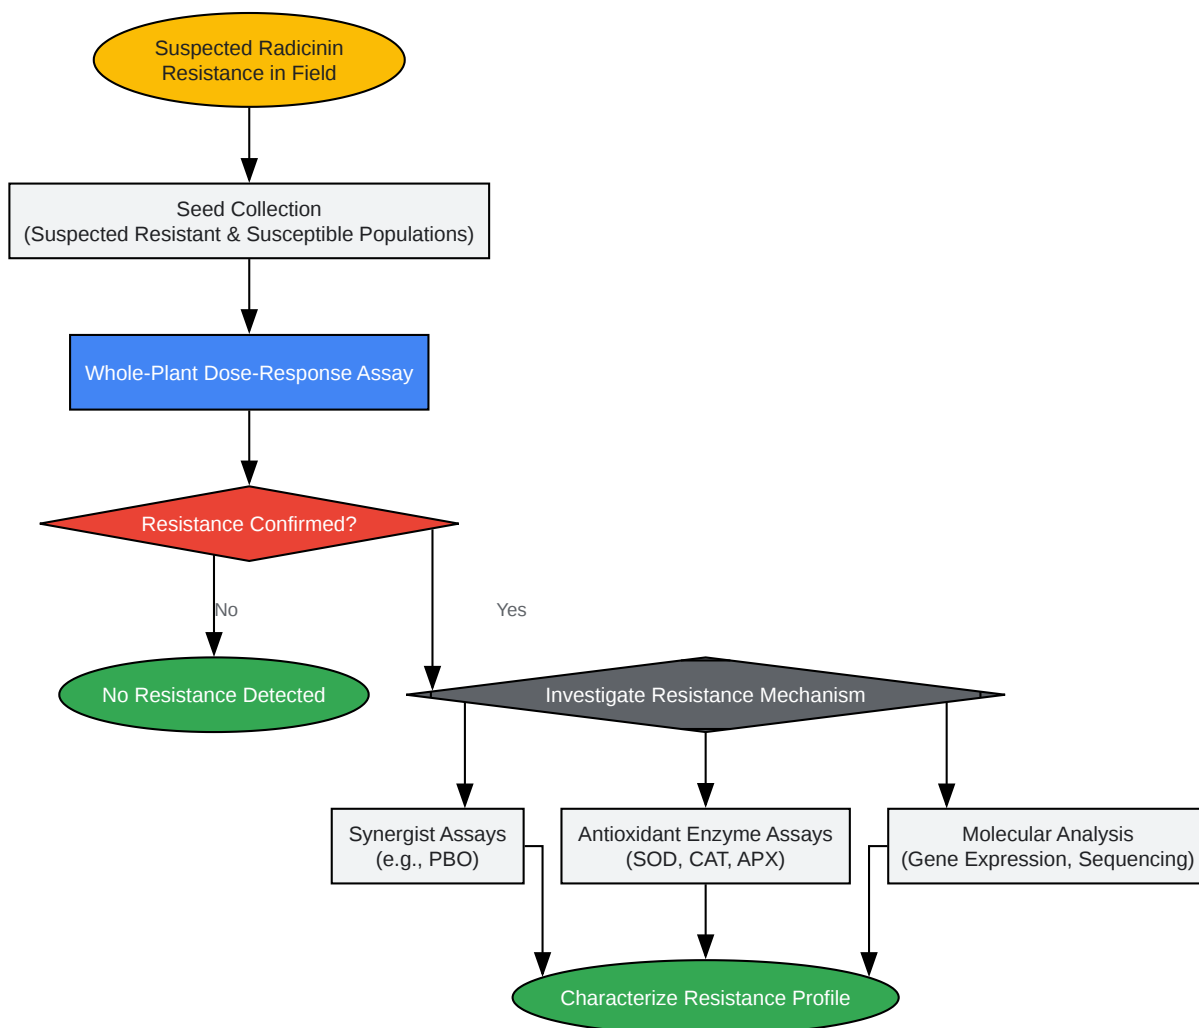 Suspected Radicinin
Resistance in Field
Seed Collection
(Suspected Resistant & Susceptible Populations)
Whole-Plant Dose-Response Assay
Resistance Confirmed?
No
Yes
No Resistance Detected
Investigate Resistance Mechanism
Synergist Assays
(e.g., PBO)
Antioxidant Enzyme Assays
(SOD, CAT, APX)
Molecular Analysis
(Gene Expression, Sequencing)
Characterize Resistance Profile